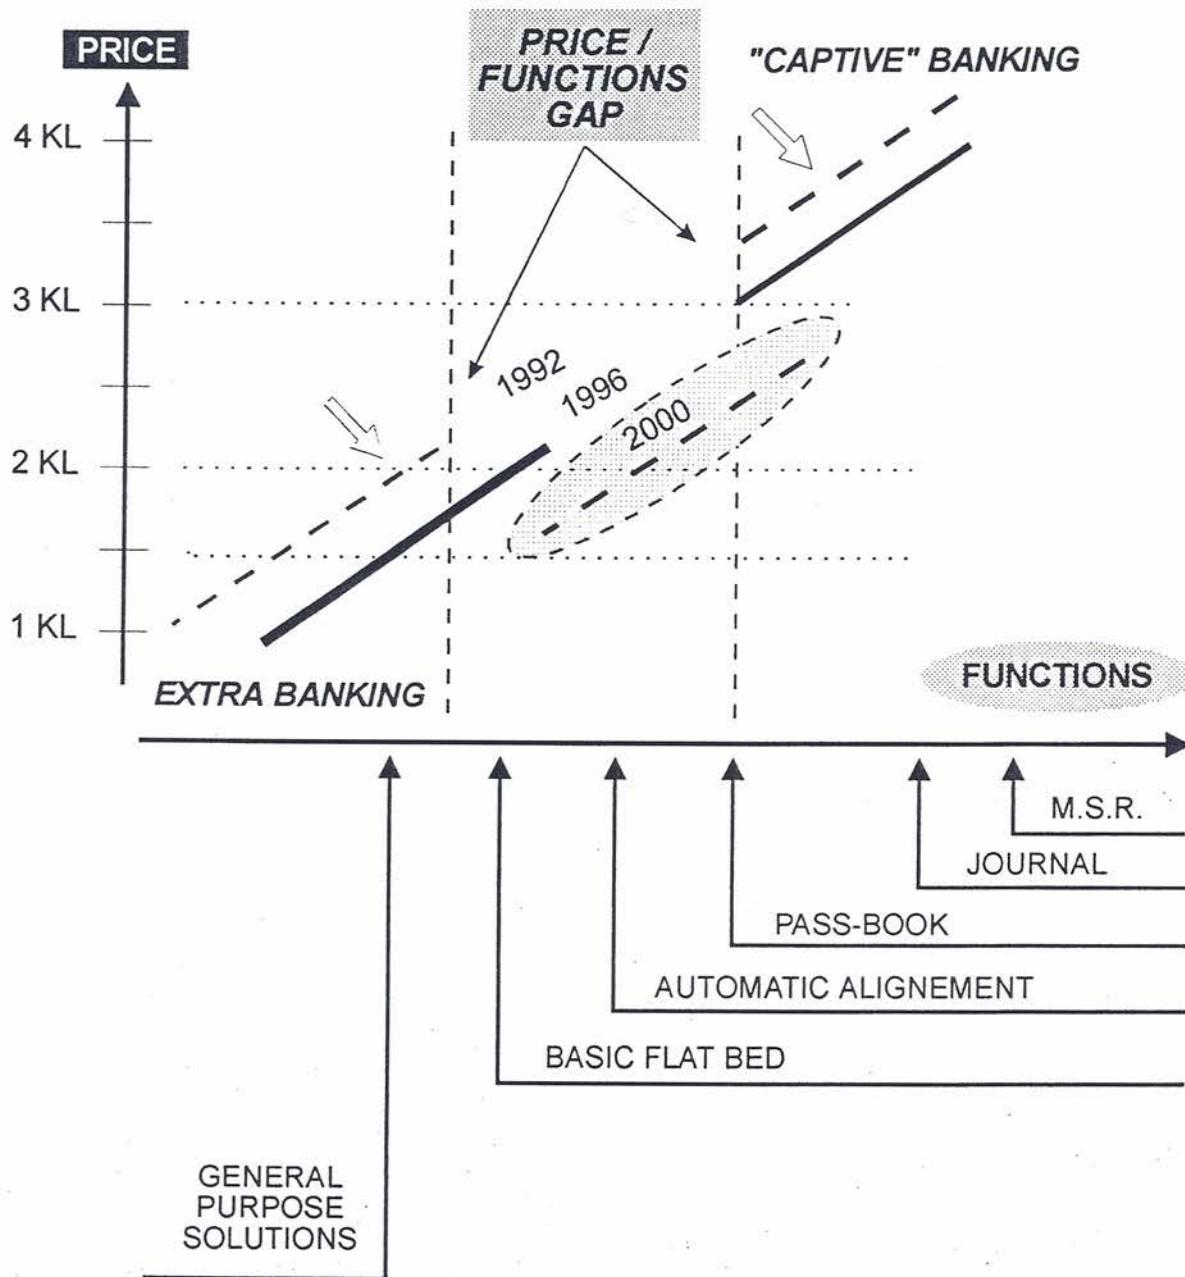 PRICE
PRICE /
FUNCTIONS
GAP
"CAPTIVE" BANKING
4 KL
3 KL
2 KL
1 KL
1992
1996
2000
EXTRA BANKING
FUNCTIONS
M.S.R.
JOURNAL
PASS-BOOK
AUTOMATIC ALIGNEMENT
BASIC FLAT BED
GENERAL
PURPOSE
SOLUTIONS